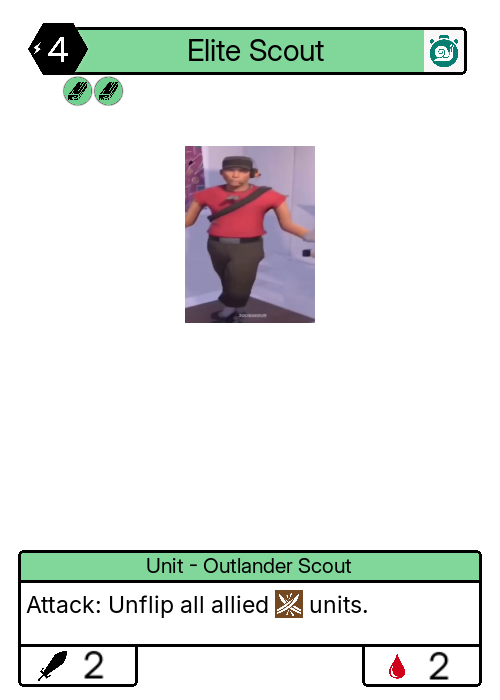 4
Elite Scout
Unit - Outlander Scout
Attack: Unflip all allied units.
2
2